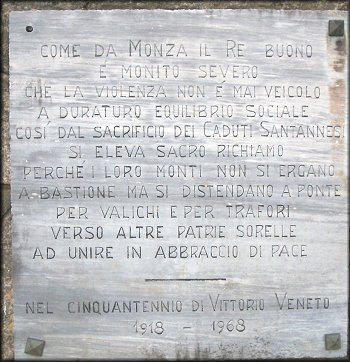 COME DA MONZA IL RE BUONO
È MONITO SEVERO
CHE LA VIOLENZA NON È MAI VEICOLO
A DURATURO EQUILIBRIO SOCIALE
COSÌ DAL SACRIFICIO DEI CADUTI SANTANNESI
SI ELEVA SACRO RICHIAMO
PERCHÈ I LORO MONTI NON SI ERGANO
A BASTIONE MA SI DISTENDANO A PONTE
PER VALICHI E PER TRAFORI
VERSO ALTRE PATRIE SORELLE
AD UNIRE IN ABBRACCIO DI PACE
NEL CINQUANTENNIO DI VITTORIO VENETO
1918 - 1968